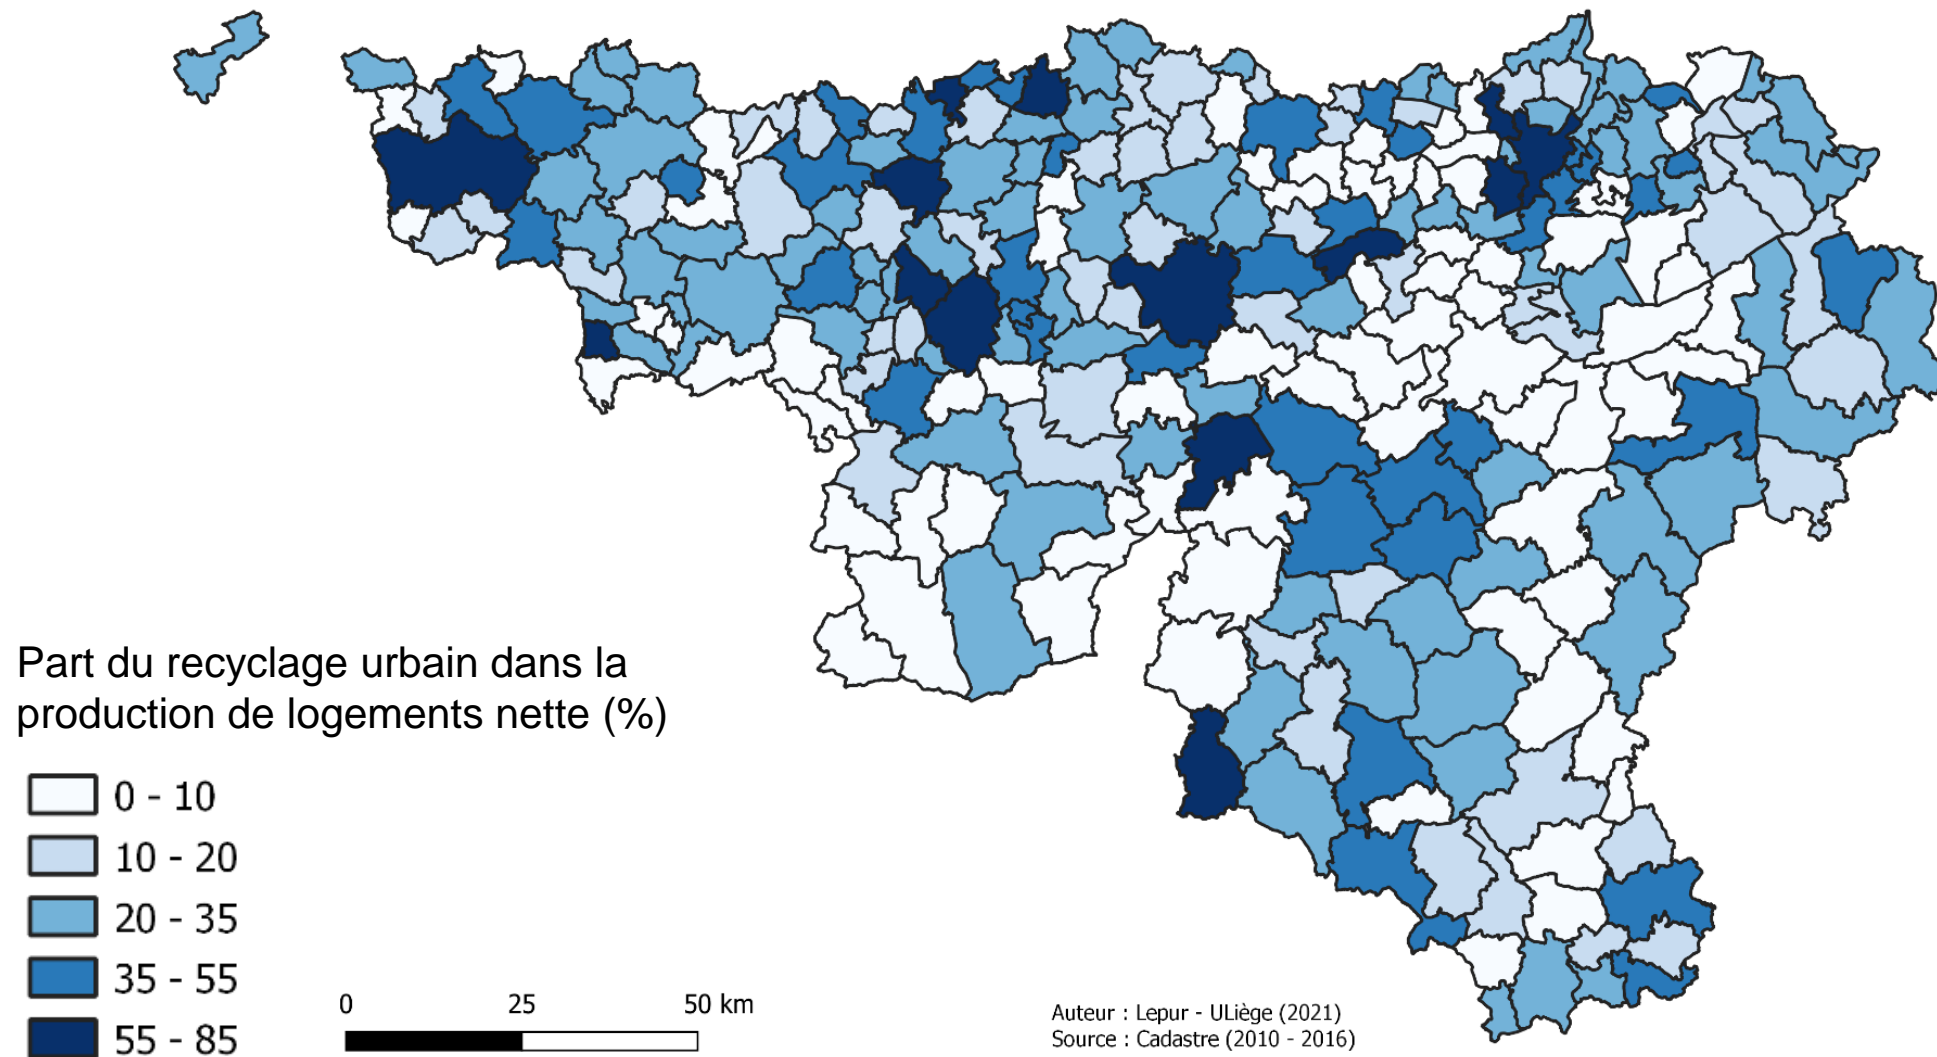 Part du recyclage urbain dans la
production de logements nette (%)
0 - 10
10 - 20
20 - 35
35 - 55
55 - 85
0 25 50 km
Auteur : Lepur - ULiège (2021)
Source : Cadastre (2010 - 2016)